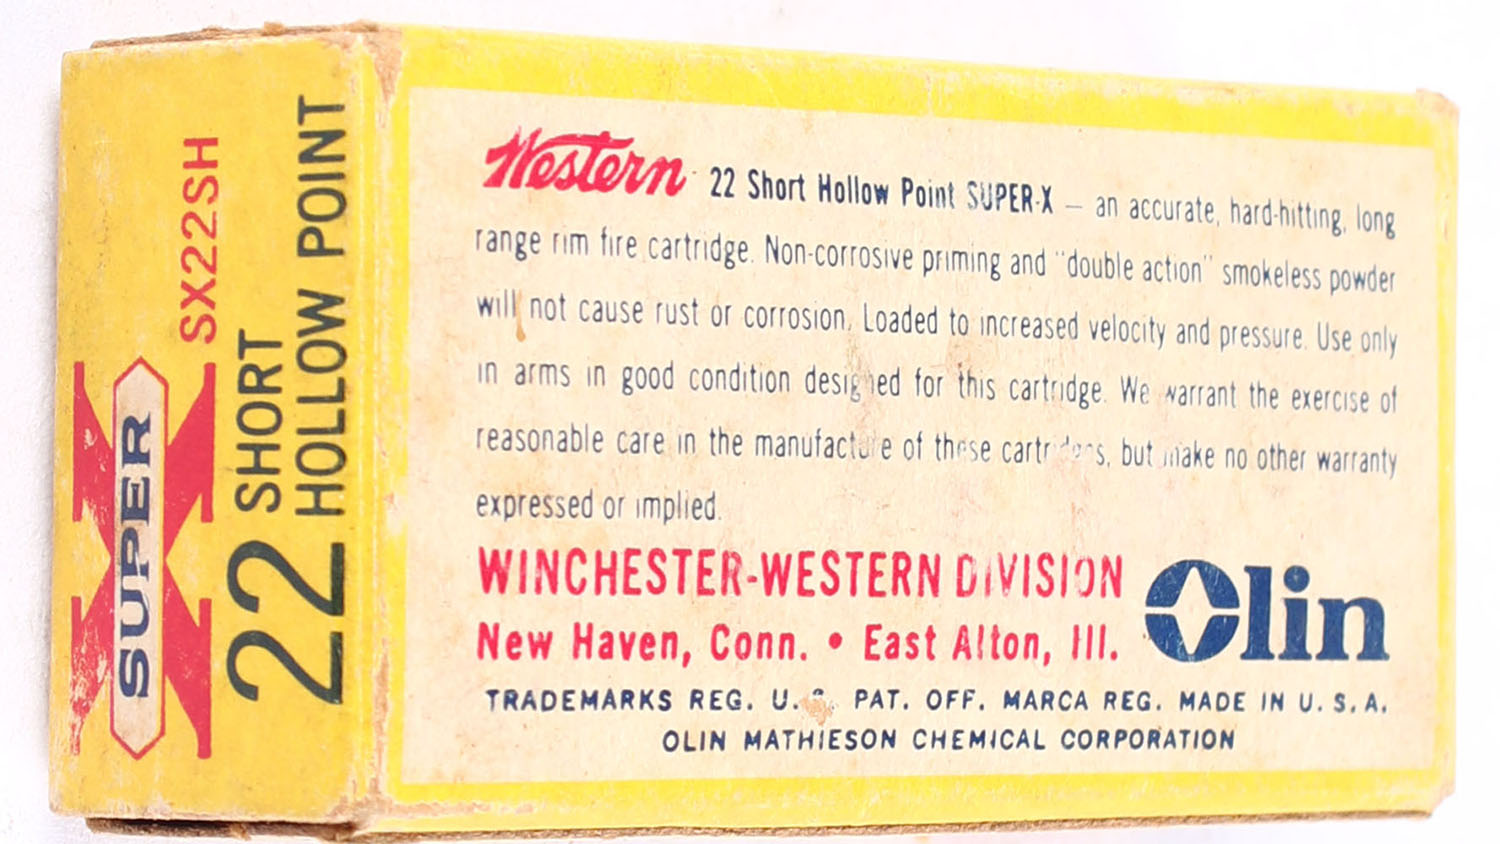 SUPER X
SX22SH
22 SHORT
HOLLOW POINT
Western 22 Short Hollow Point SUPER-X — an accurate, hard-hitting, long
range rim fire cartridge. Non-corrosive priming and "double action" smokeless powder
will not cause rust or corrosion. Loaded to increased velocity and pressure. Use only
in arms in good condition designed for this cartridge. We warrant the exercise of
reasonable care in the manufacture of these cartridges, but make no other warranty
expressed or implied.
WINCHESTER-WESTERN DIVISION
New Haven, Conn. • East Alton, Ill.
Olin
TRADEMARKS REG. U. S. PAT. OFF. MARCA REG. MADE IN U. S. A.
OLIN MATHIESON CHEMICAL CORPORATION